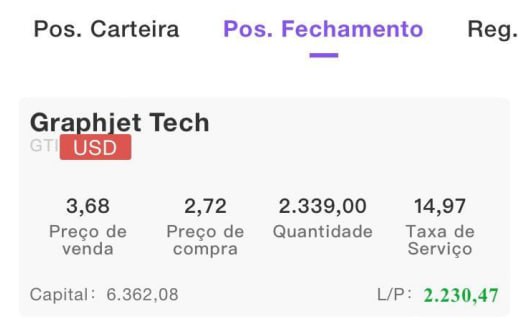 Pos. Carteira Pos. Fechamento Reg.
Graphjet Tech
GTI USD
3,68 2,72 2.339,00 14,97
Preço de venda Preço de compra Quantidade Taxa de Serviço
Capital: 6.362,08 L/P: 2.230,47